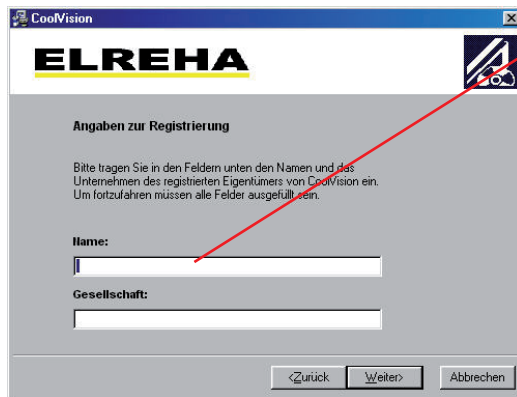 CoolVision
ELREHA
Angaben zur Registrierung
Bitte tragen Sie in den Feldern unten den Namen und das
Unternehmen des registrierten Eigentümers von CoolVision ein.
Um fortzufahren müssen alle Felder ausgefüllt sein.
Name:
Gesellschaft:
<Zurück Weiter> Abbrechen